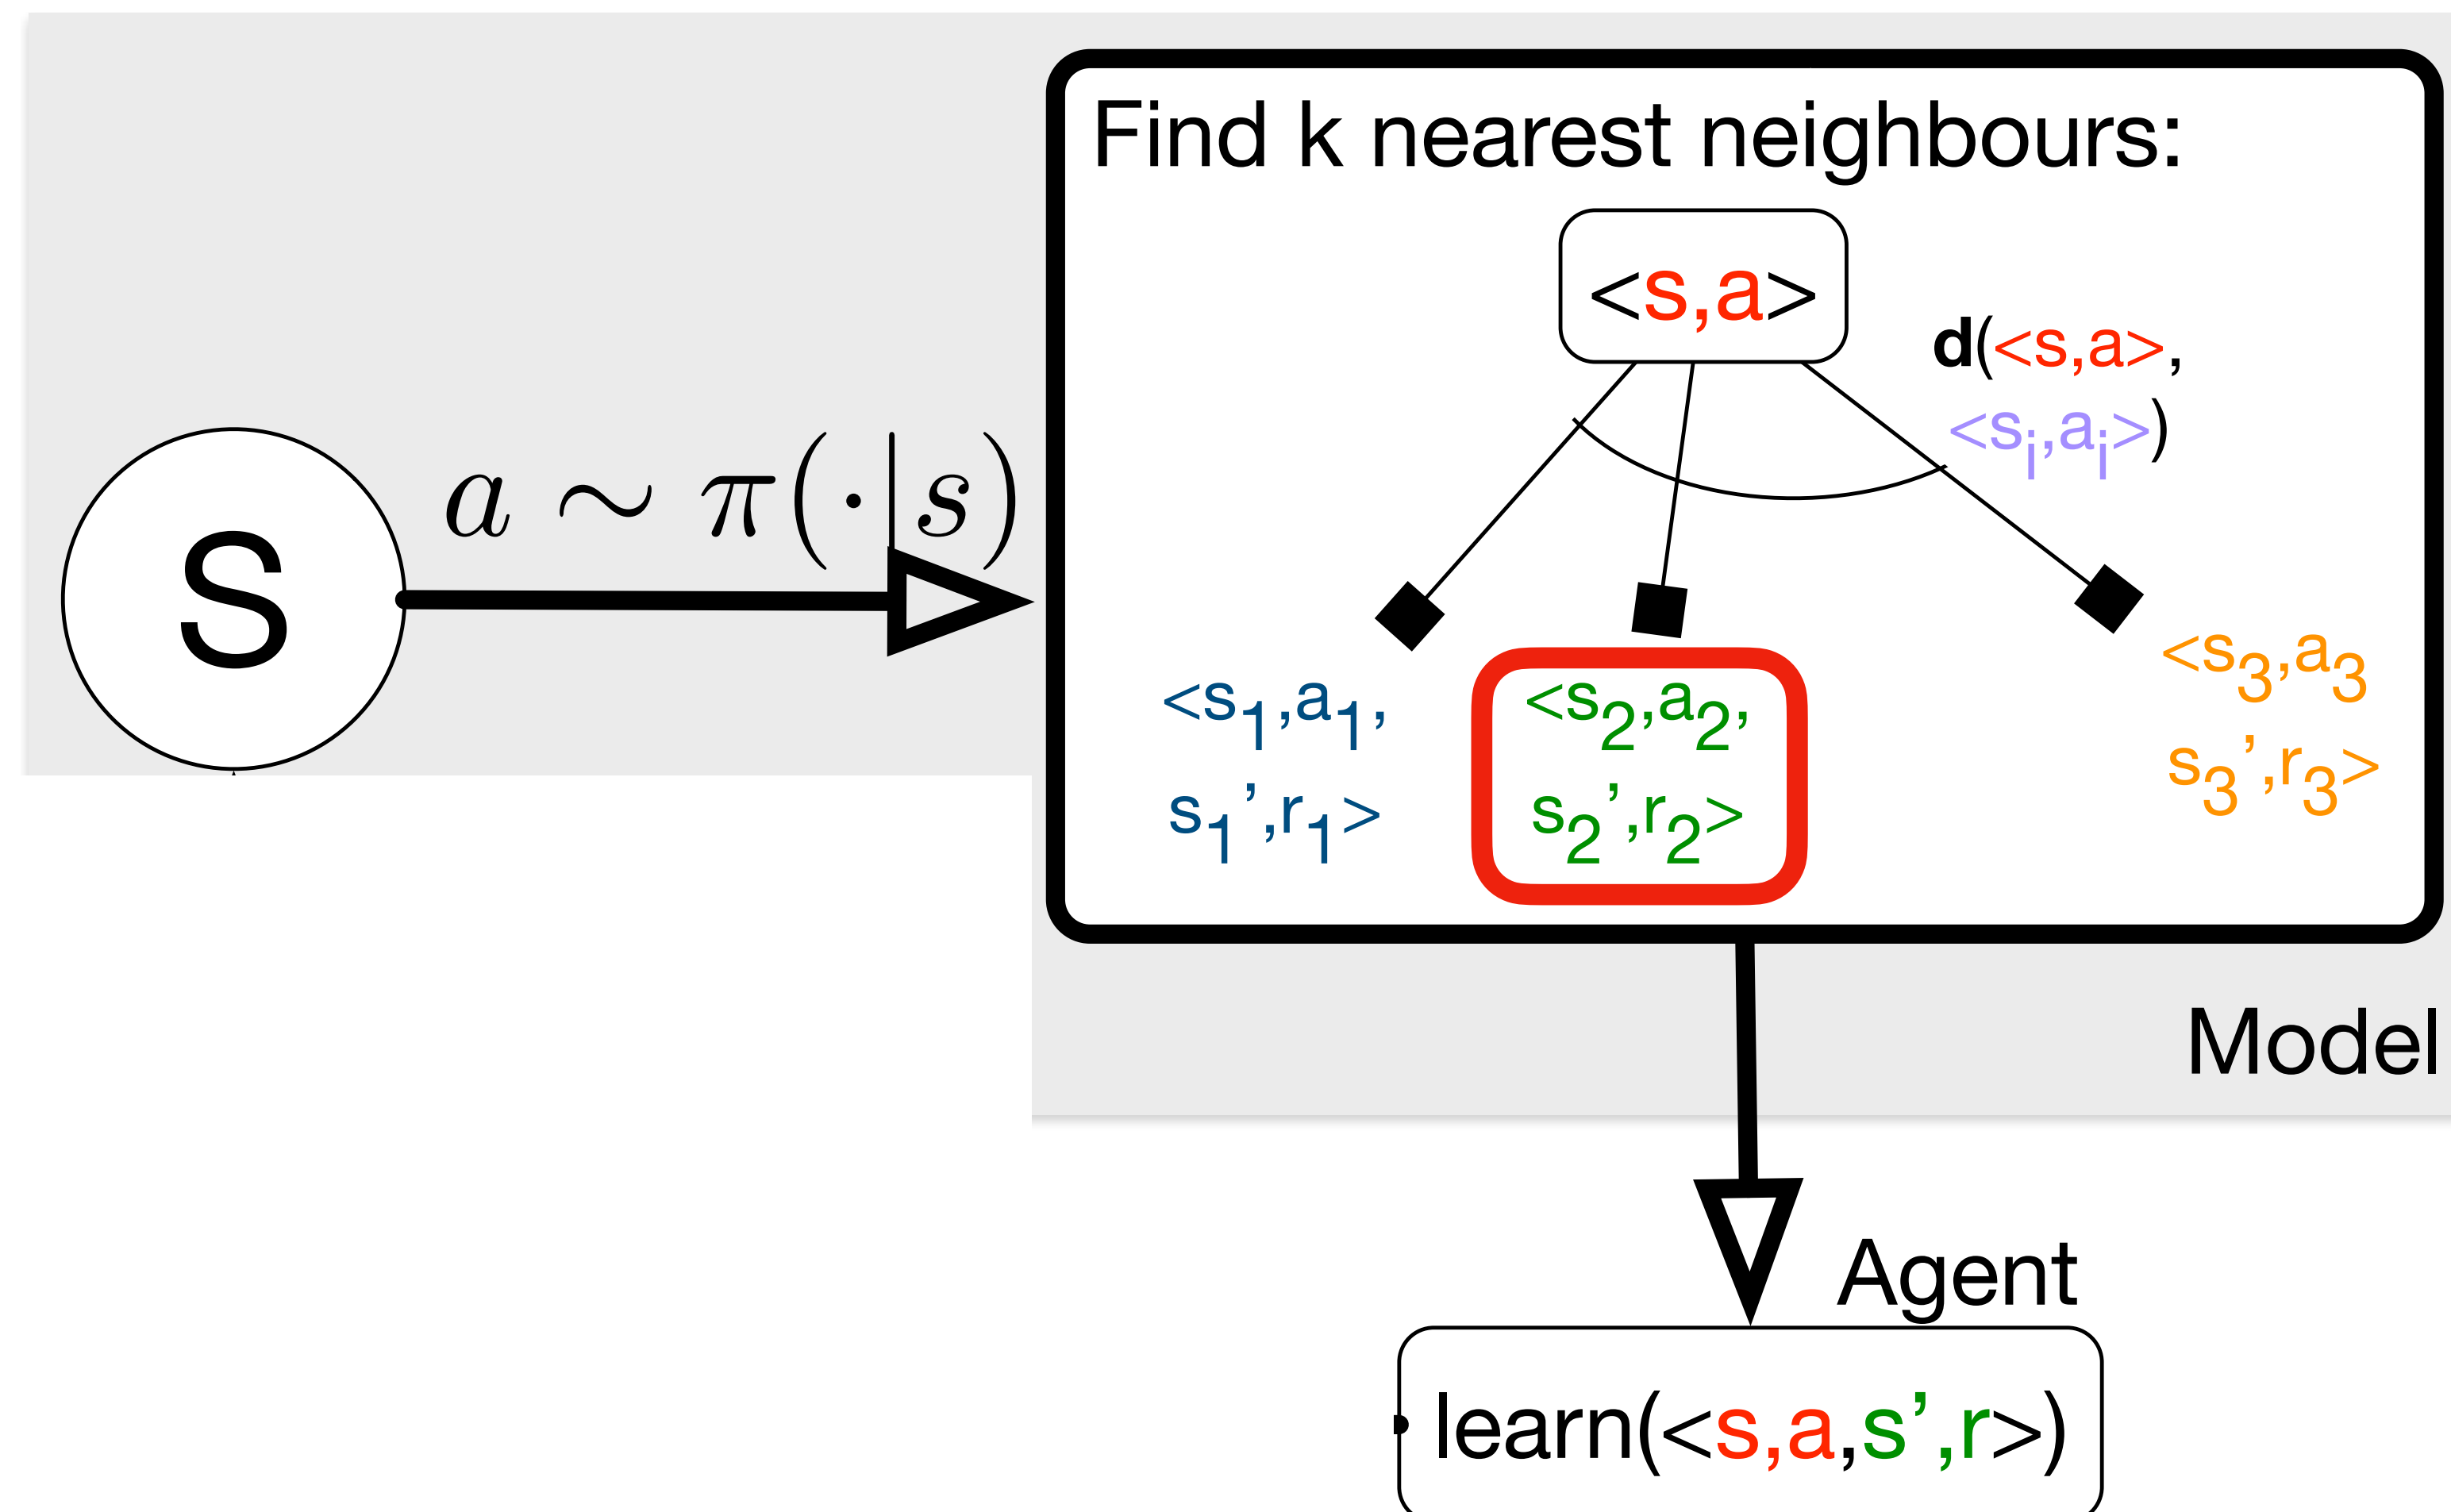 Find k nearest neighbours:
<s,a>
d(<s,a>,
<si,ai>)
a ∼ π(·|s)
S
<s1,a1,
s1',r1>
<s2,a2,
s2',r2>
<s3,a3
s3',r3>
Model
Agent
learn(<s,a,s',r>)